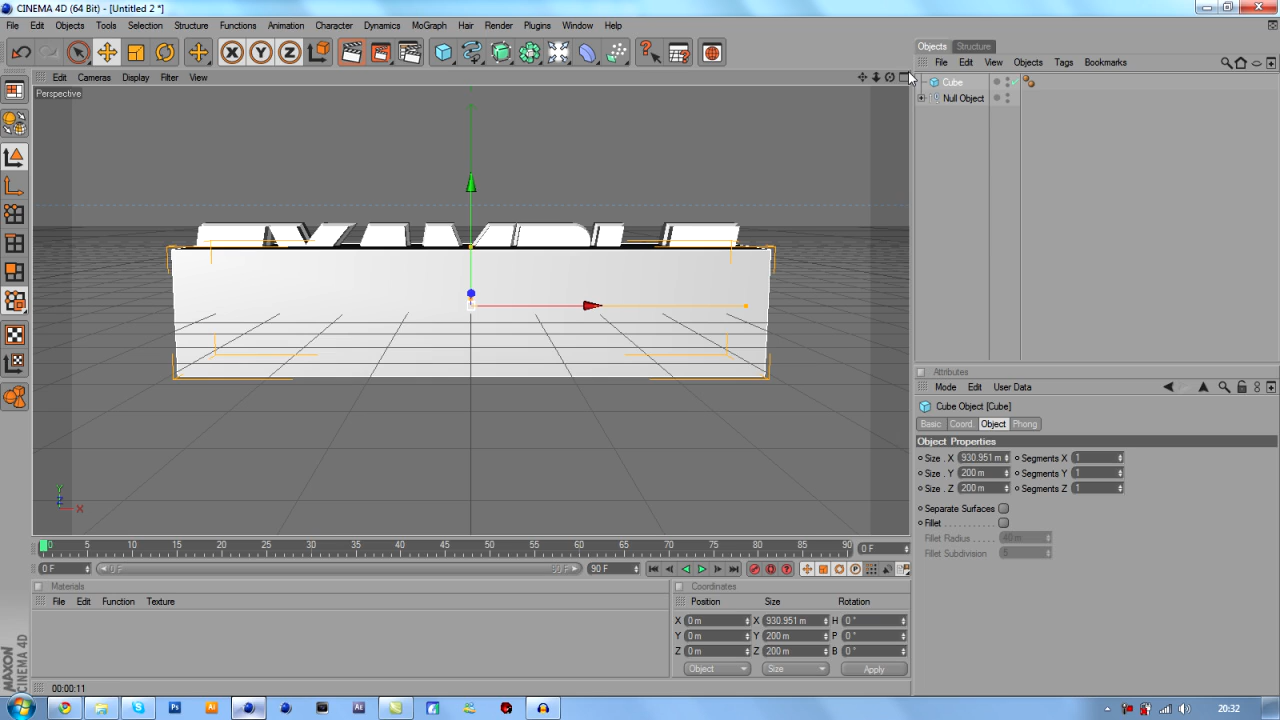 CINEMA 4D (64 Bit) - [Untitled 2 *]
File Edit Objects Tools Selection Structure Functions Animation Character Dynamics MoGraph Hair Render Plugins Window Help
X Y Z
Objects Structure
File Edit View Objects Tags Bookmarks
Edit Cameras Display Filter View
Cube
Null Object
Perspective
Y
Z
X
Attributes
Mode Edit User Data
Cube Object [Cube]
Basic Coord. Object Phong
Object Properties
Size . X 930.951 m Segments X 1
Size . Y 200 m Segments Y 1
Size . Z 200 m Segments Z 1
Separate Surfaces
Fillet
Fillet Radius 40 m
Fillet Subdivision 5
0 5 10 15 20 25 30 35 40 45 50 55 60 65 70 75 80 85 90 0 F
0 F 0 F 90 F 90 F
Materials
File Edit Function Texture
Coordinates
Position Size Rotation
X 0 m X 930.951 m H 0 °
Y 0 m Y 200 m P 0 °
Z 0 m Z 200 m B 0 °
Object Size Apply
MAXON CINEMA 4D
00:00:11
Ps Ai Ae 20:32